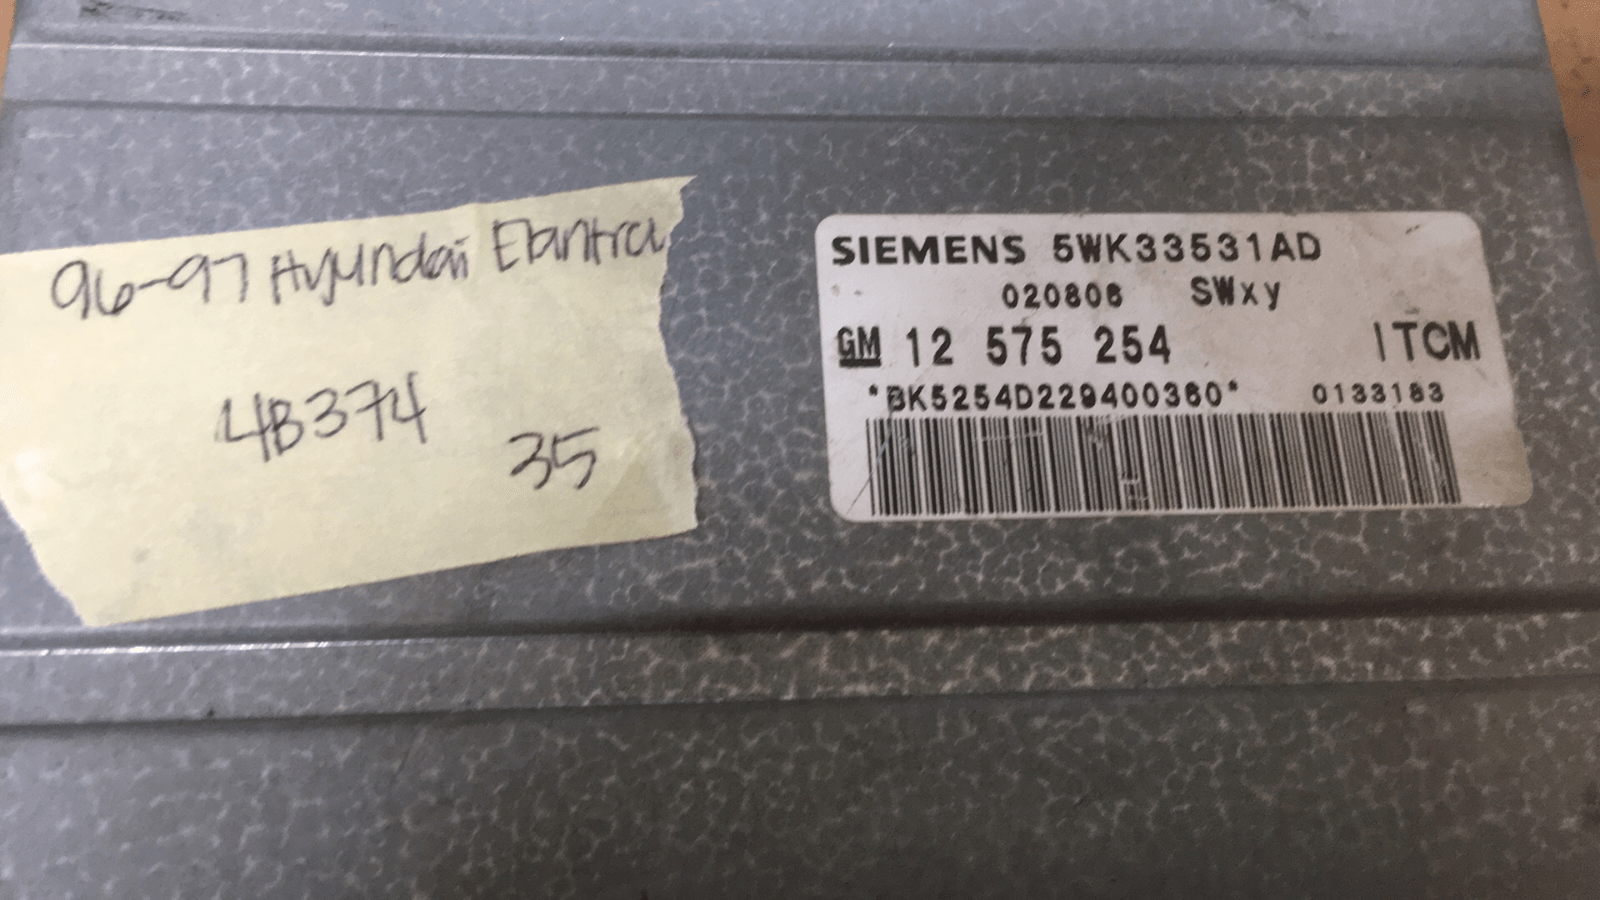 96-97 Hyundai Elantra
4B374
35
SIEMENS 5WK33531AD
020806 SWxy
GM 12 575 254 ITCM
*BK5254D229400360* 0133183